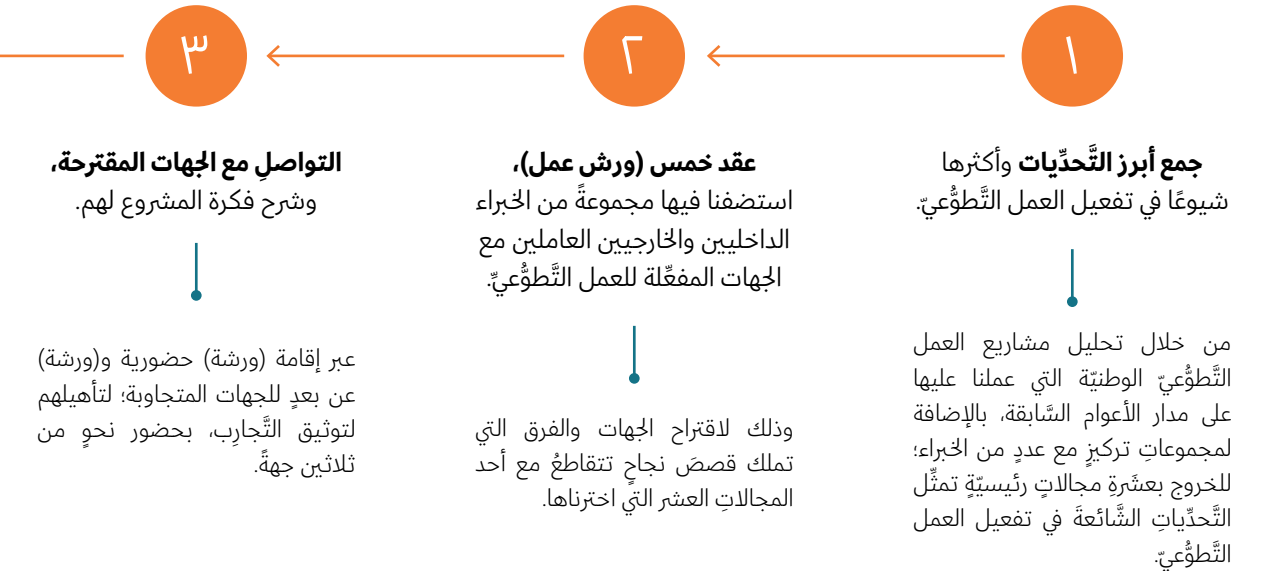 ١
جمع أبرز التَّحدِّيات وأكثرها
شيوعًا في تفعيل العمل التَّطوُّعيّ.
من خلال تحليل مشاريع العمل
التَّطوُّعيّ الوطنيّة التي عملنا عليها
على مدار الأعوام السَّابقة، بالإضافة
لمجموعاتِ تركيزٍ مع عددٍ من الخبراء؛
للخروج بعشَرةِ مجالاتٍ رئيسيّةٍ تمثِّل
التَّحدِّياتِ الشَّائعةَ في تفعيل العمل
التَّطوُّعيّ.
٢
عقد خمس (ورش عمل)،
استضفنا فيها مجموعةً من الخبراء
الداخليين والخارجيين العاملين مع
الجهات المفعِّلة للعمل التَّطوُّعيِّ.
وذلك لاقتراح الجهات والفرق التي
تملك قصصَ نجاحٍ تتقاطعُ مع أحد
المجالاتِ العشر التي اخترناها.
٣
التواصلِ مع الجهات المقترحة،
وشرح فكرة المشروع لهم.
عبر إقامة (ورشة) حضورية و(ورشة)
عن بعدٍ للجهات المتجاوبة؛ لتأهيلهم
لتوثيق التَّجارِب، بحضور نحوٍ من
ثلاثين جهةً.